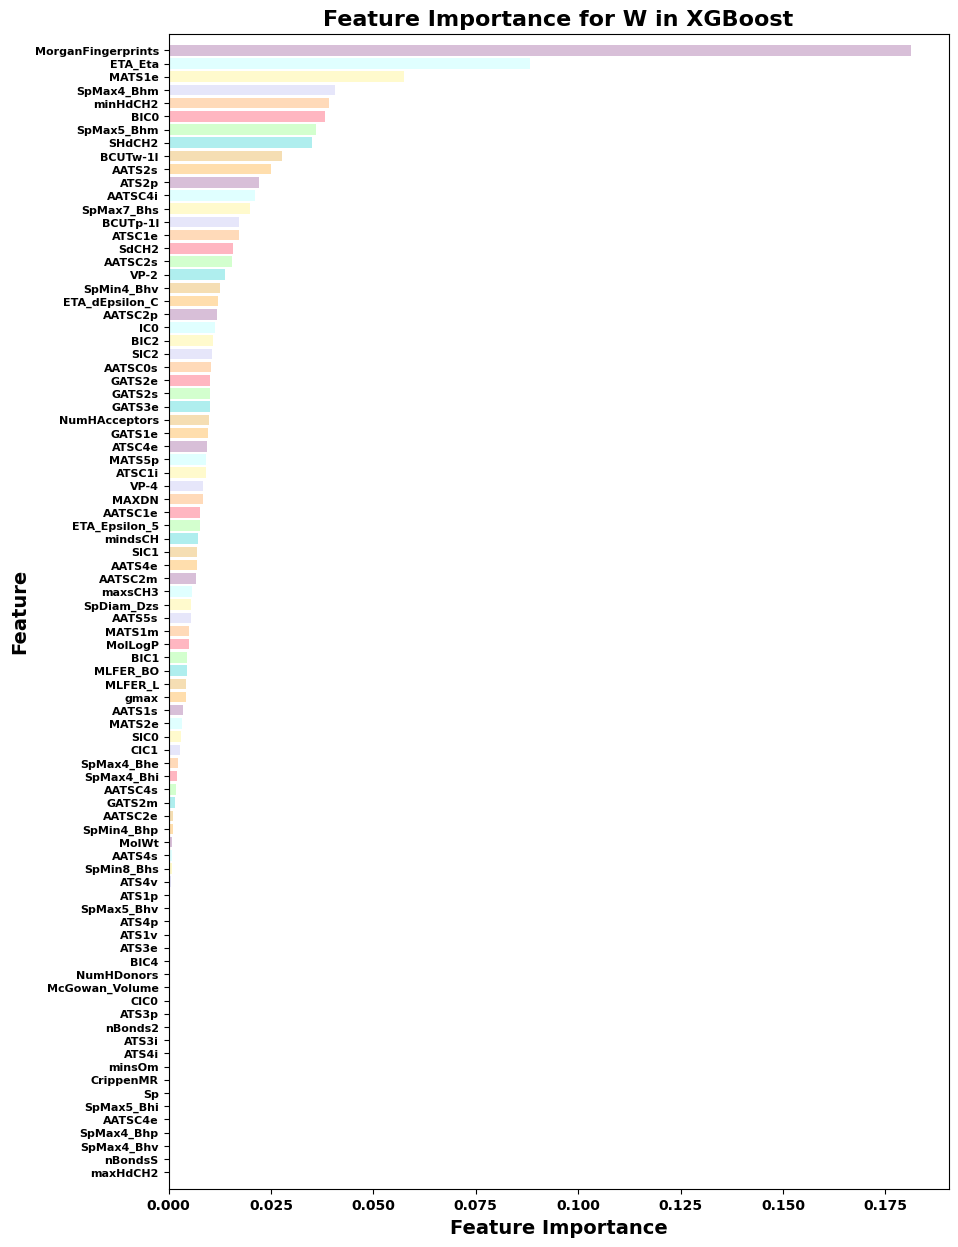 Feature Importance for W in XGBoost
MorganFingerprints
ETA_Eta
MATS1e
SpMax4_Bhm
minHdCH2
BIC0
SpMax5_Bhm
SHdCH2
BCUTw-1l
AATS2s
ATS2p
AATSC4i
SpMax7_Bhs
BCUTp-1l
ATSC1e
SdCH2
AATSC2s
VP-2
SpMin4_Bhv
ETA_dEpsilon_C
AATSC2p
IC0
BIC2
SIC2
AATSC0s
GATS2e
GATS2s
GATS3e
NumHAcceptors
GATS1e
ATSC4e
MATS5p
ATSC1i
VP-4
MAXDN
AATSC1e
ETA_Epsilon_5
mindsCH
SIC1
AATS4e
AATSC2m
maxsCH3
SpDiam_Dzs
AATS5s
MATS1m
MolLogP
BIC1
MLFER_BO
MLFER_L
gmax
AATS1s
MATS2e
SIC0
CIC1
SpMax4_Bhe
SpMax4_Bhi
AATSC4s
GATS2m
AATSC2e
SpMin4_Bhp
MolWt
AATS4s
SpMin8_Bhs
ATS4v
ATS1p
SpMax5_Bhv
ATS4p
ATS1v
ATS3e
BIC4
NumHDonors
McGowan_Volume
CIC0
ATS3p
nBonds2
ATS3i
ATS4i
minsOm
CrippenMR
Sp
SpMax5_Bhi
AATSC4e
SpMax4_Bhp
SpMax4_Bhv
nBondsS
maxHdCH2
Feature
0.000 0.025 0.050 0.075 0.100 0.125 0.150 0.175
Feature Importance